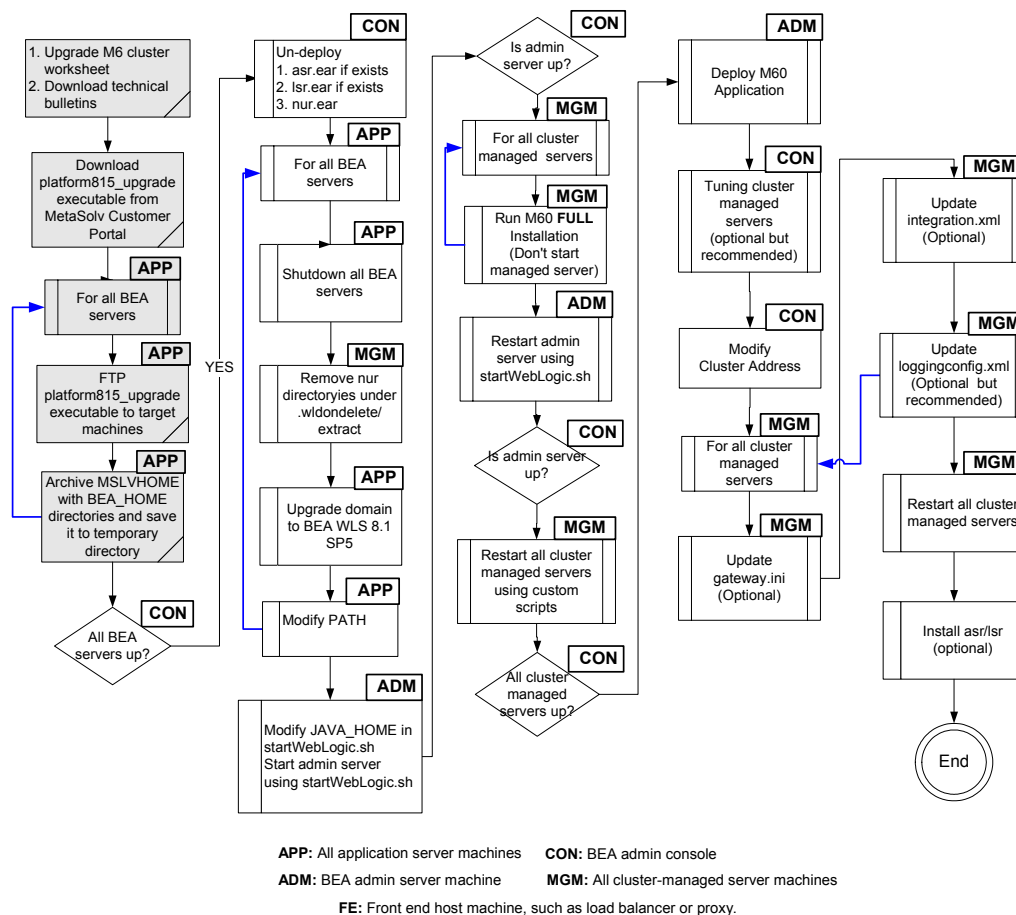 1. Upgrade M6 cluster
worksheet
2. Download technical
bulletins
Download
platform815_upgrade
executable from
MetaSolv Customer
Portal
APP
For all BEA
servers
APP
FTP
platform815_upgrade
executable to target
machines
APP
Archive MSLVHOME
with BEA_HOME
directories and save
it to temporary
directory
CON
All BEA
servers up?
YES
CON
Un-deploy
1. asr.ear if exists
2. lsr.ear if exists
3. nur.ear
APP
For all BEA
servers
APP
Shutdown all BEA
servers
MGM
Remove nur
directoryies under
.wldondelete/
extract
APP
Upgrade domain
to BEA WLS 8.1
SP5
APP
Modify PATH
ADM
Modify JAVA_HOME in
startWebLogic.sh
Start admin server
using startWebLogic.sh
CON
Is admin
server up?
MGM
For all cluster
managed servers
MGM
Run M60 FULL
Installation
(Don't start
managed server)
ADM
Restart admin
server using
startWebLogic.sh
CON
Is admin server
up?
MGM
Restart all cluster
managed servers
using custom
scripts
CON
All cluster
managed
servers up?
ADM
Deploy M60
Application
CON
Tuning cluster
managed
servers
(optional but
recommended)
CON
Modify
Cluster Address
MGM
For all cluster
managed
servers
MGM
Update
gateway.ini
(Optional)
MGM
Update
integration.xml
(Optional)
MGM
Update
loggingconfig.xml
(Optional but
recommended)
MGM
Restart all cluster
managed servers
Install asr/lsr
(optional)
End
APP: All application server machines CON: BEA admin console
ADM: BEA admin server machine MGM: All cluster-managed server machines
FE: Front end host machine, such as load balancer or proxy.